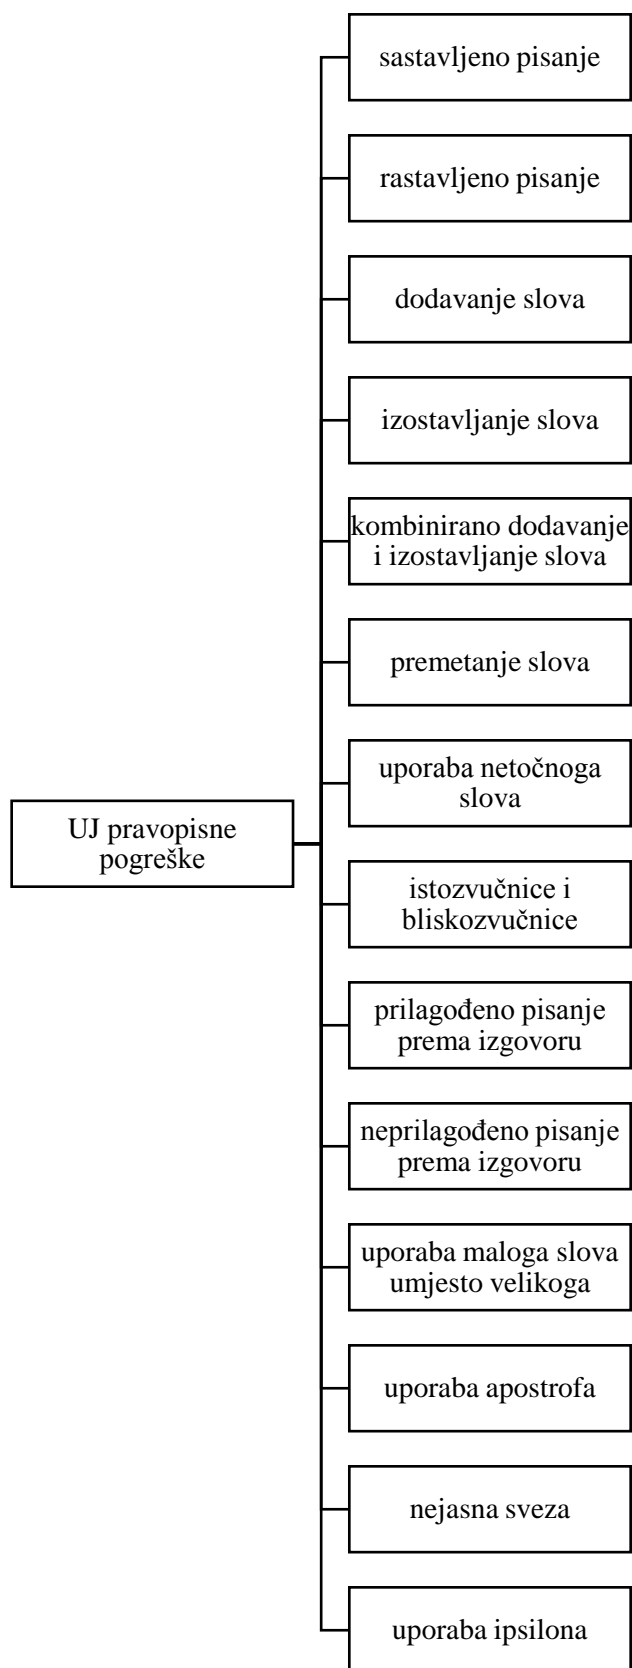 sastavljeno pisanje
rastavljeno pisanje
dodavanje slova
izostavljanje slova
kombinirano dodavanje
i izostavljanje slova
premetanje slova
uporaba netočnoga
slova
UJ pravopisne
pogreške
istozvučnice i
bliskozvučnice
prilagođeno pisanje
prema izgovoru
neprilagođeno pisanje
prema izgovoru
uporaba maloga slova
umjesto velikoga
uporaba apostrofa
nejasna sveza
uporaba ipsilona